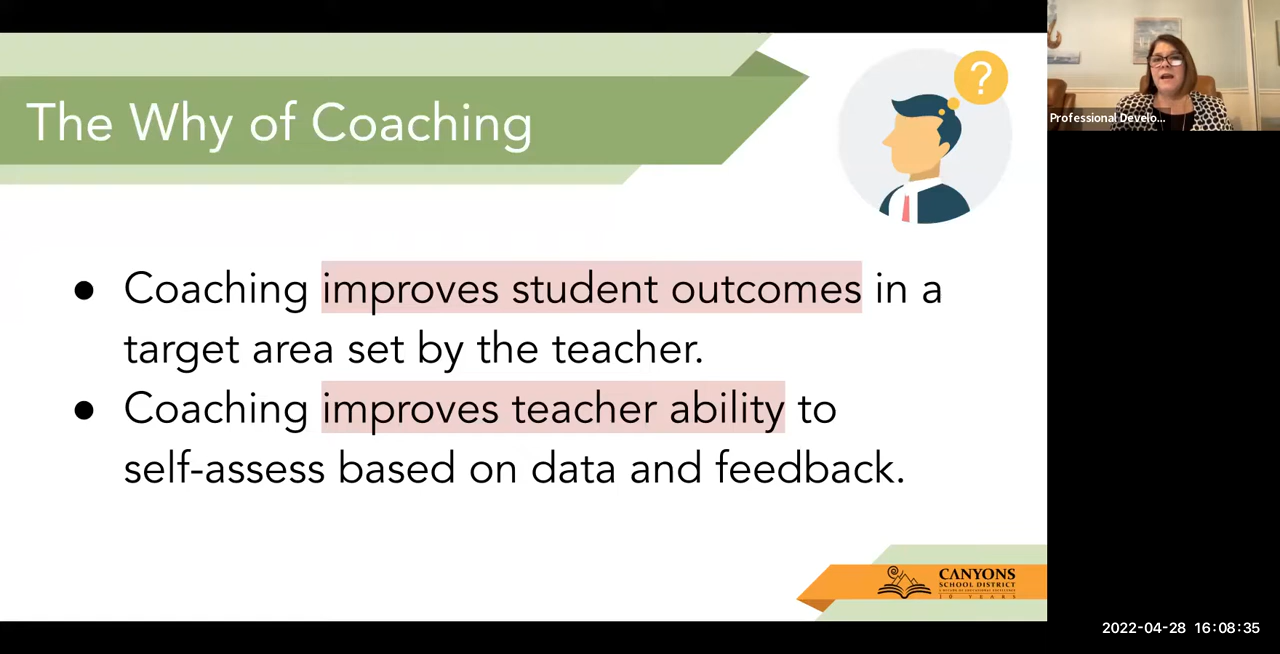 The Why of Coaching
?
Professional Develo...
● Coaching improves student outcomes in a
target area set by the teacher.
● Coaching improves teacher ability to
self-assess based on data and feedback.
CANYONS
SCHOOL DISTRICT
10 YEARS
2022-04-28 16:08:35